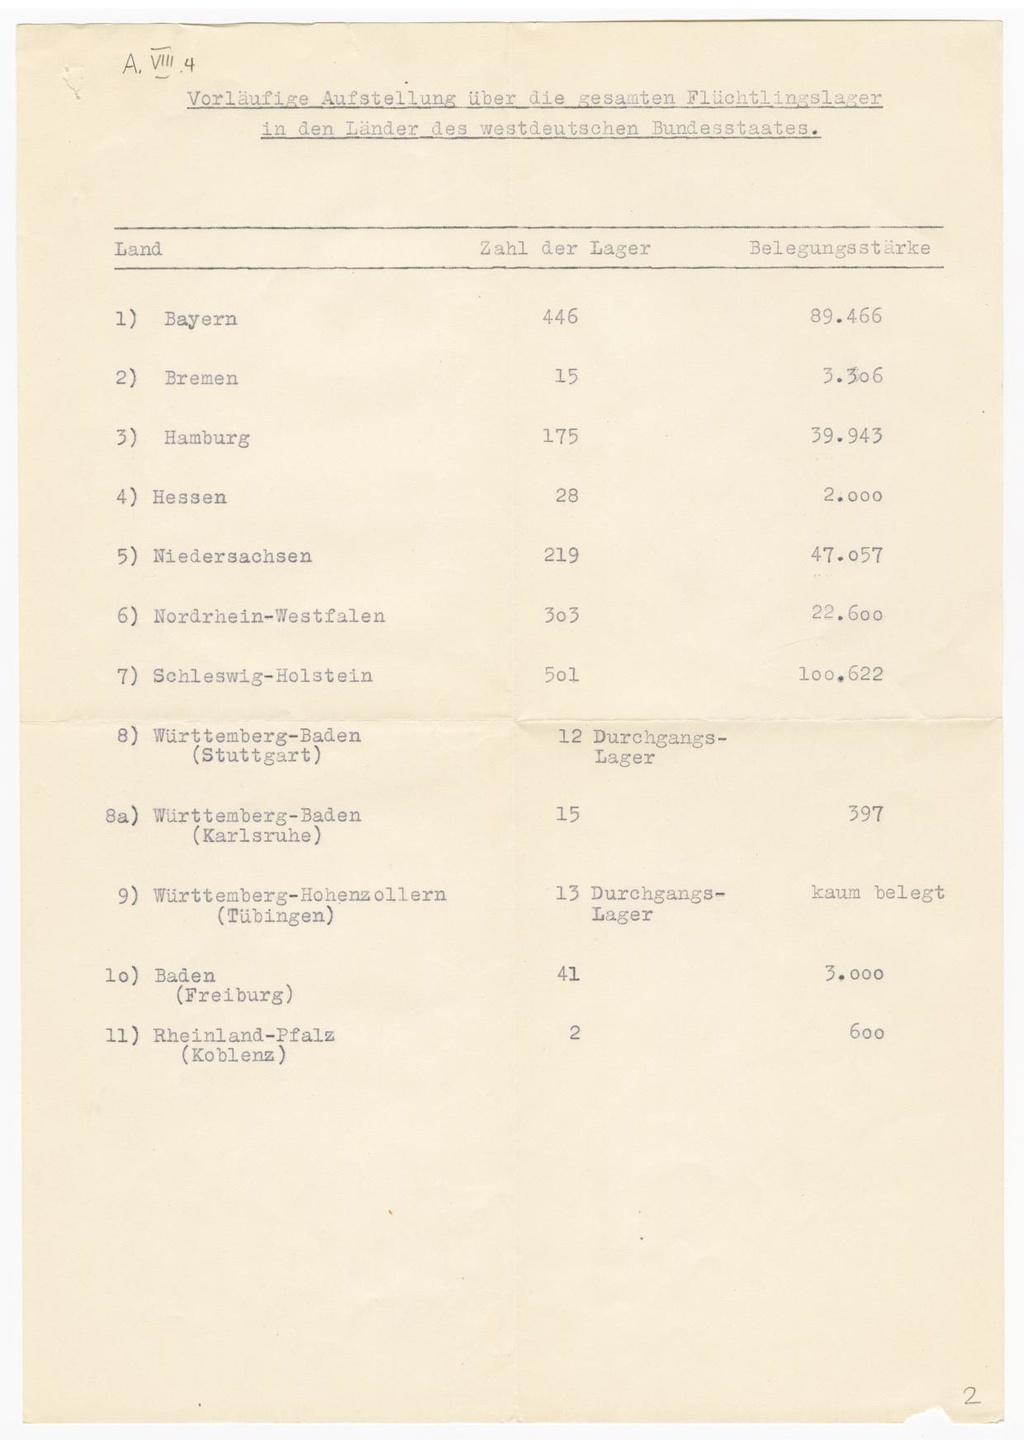 A. VIII .4
Vorläufige Aufstellung über die gesamten Flüchtlingslager
in den Länder des westdeutschen Bundesstaates.
Land Zahl der Lager Belegungsstärke
1) Bayern 446 89.466
2) Bremen 15 3.3o6
3) Hamburg 175 39.943
4) Hessen 28 2.ooo
5) Niedersachsen 219 47.o57
6) Nordrhein-Westfalen 3o3 22.6oo
7) Schleswig-Holstein 5o1 1oo.622
8) Württemberg-Baden 12 Durchgangs-
(Stuttgart) Lager
8a) Württemberg-Baden 15 397
(Karlsruhe)
9) Württemberg-Hohenzollern 13 Durchgangs- kaum belegt
(Tübingen) Lager
1o) Baden 41 3.ooo
(Freiburg)
11) Rheinland-Pfalz 2 6oo
(Koblenz)
2